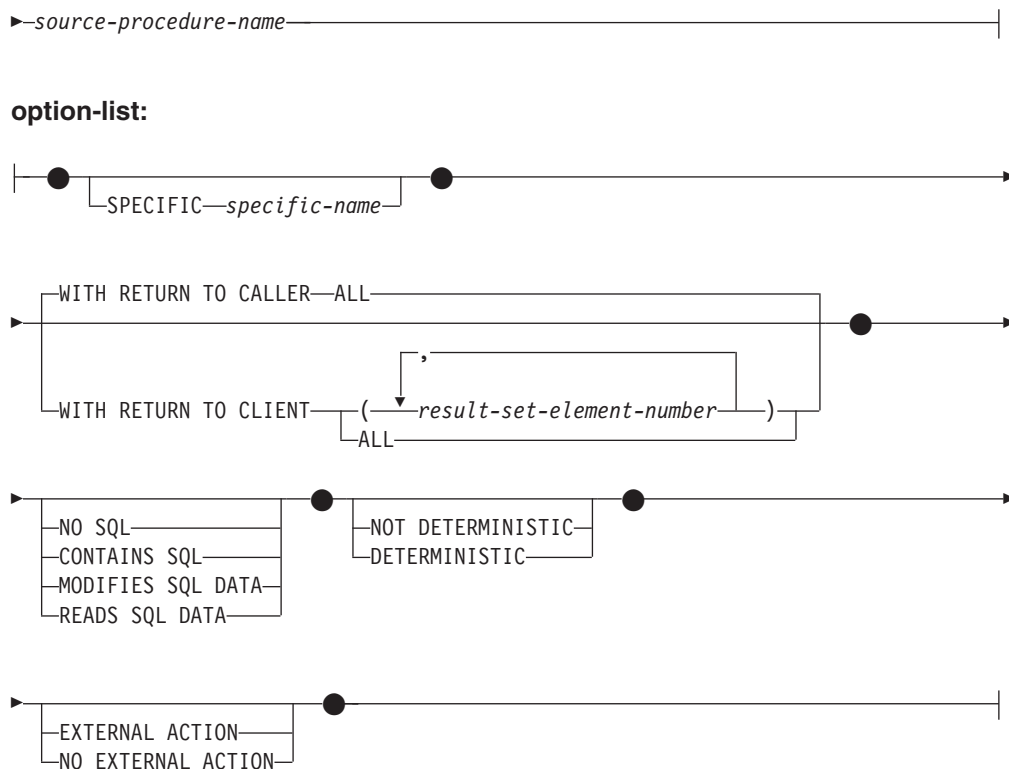 source-procedure-name
option-list:
SPECIFIC specific-name
WITH RETURN TO CALLER ALL
,
WITH RETURN TO CLIENT ( result-set-element-number )
ALL
NO SQL
CONTAINS SQL
MODIFIES SQL DATA
READS SQL DATA
NOT DETERMINISTIC
DETERMINISTIC
EXTERNAL ACTION
NO EXTERNAL ACTION